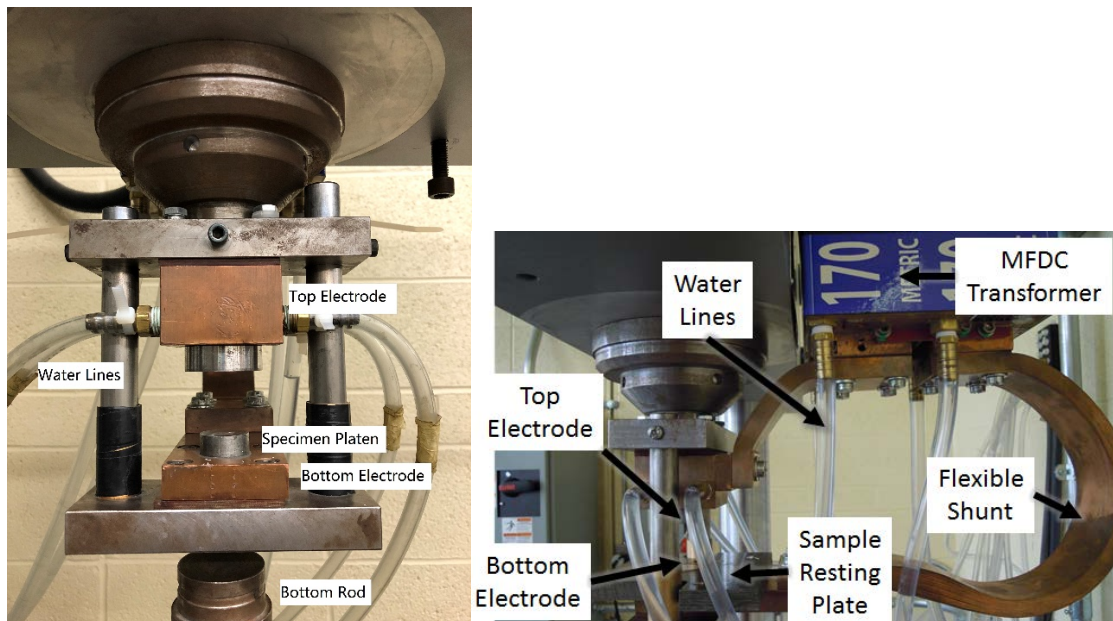 Top Electrode
Water Lines
Specimen Platen
Bottom Electrode
Bottom Rod
170
METRIC
MFDC
Transformer
Water
Lines
Top
Electrode
Flexible
Shunt
Sample
Resting
Plate
Bottom
Electrode